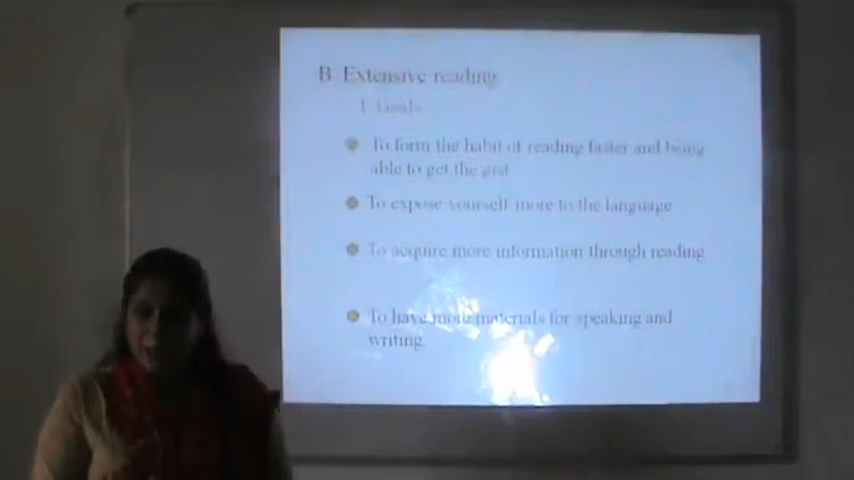 B. Extensive reading
1. Goals
To form the habit of reading faster and being
able to get the gist
To expose yourself more to the language
To acquire more information through reading.
To have more materials for speaking and
writing.